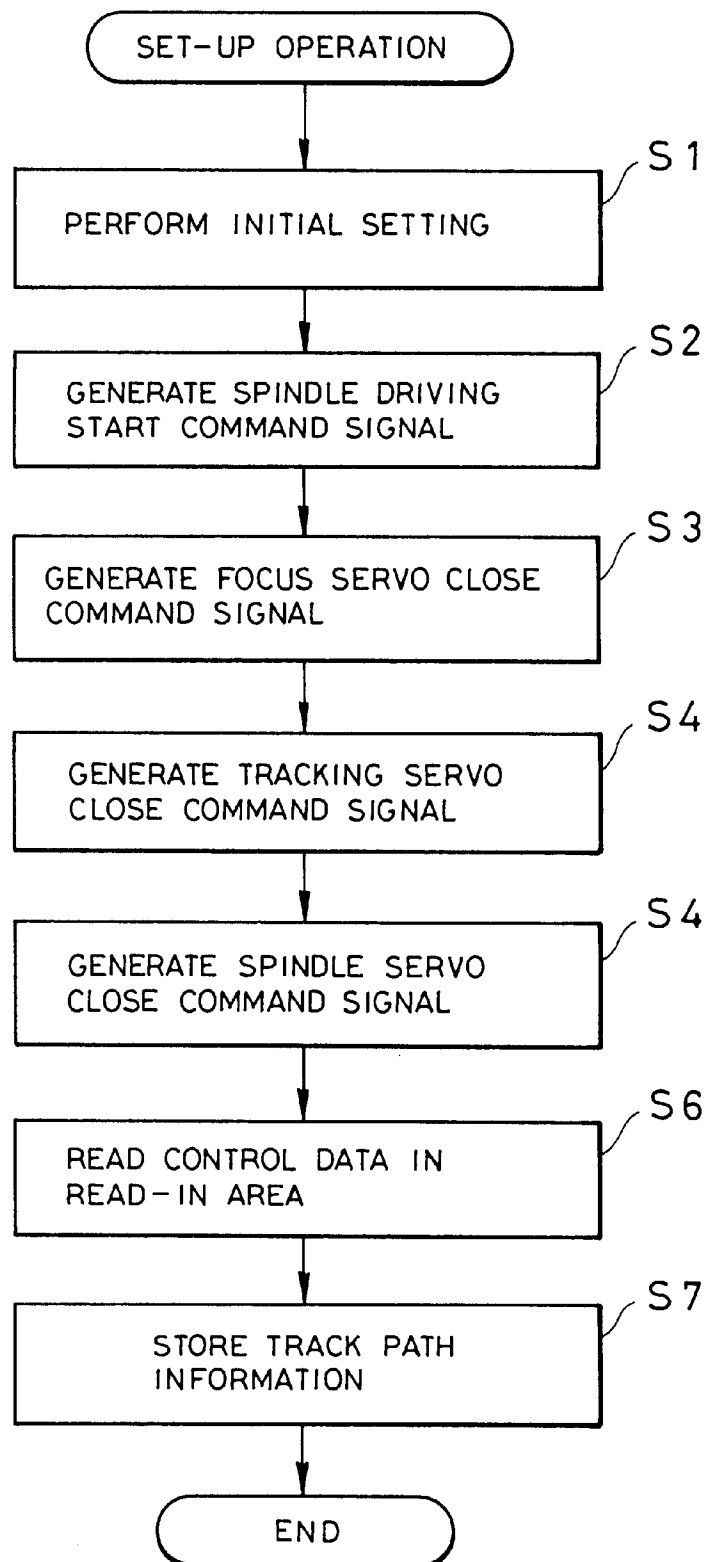 SET-UP OPERATION
S1
PERFORM INITIAL SETTING
S2
GENERATE SPINDLE DRIVING
START COMMAND SIGNAL
S3
GENERATE FOCUS SERVO CLOSE
COMMAND SIGNAL
S4
GENERATE TRACKING SERVO
CLOSE COMMAND SIGNAL
S4
GENERATE SPINDLE SERVO
CLOSE COMMAND SIGNAL
S6
READ CONTROL DATA IN
READ-IN AREA
S7
STORE TRACK PATH
INFORMATION
END